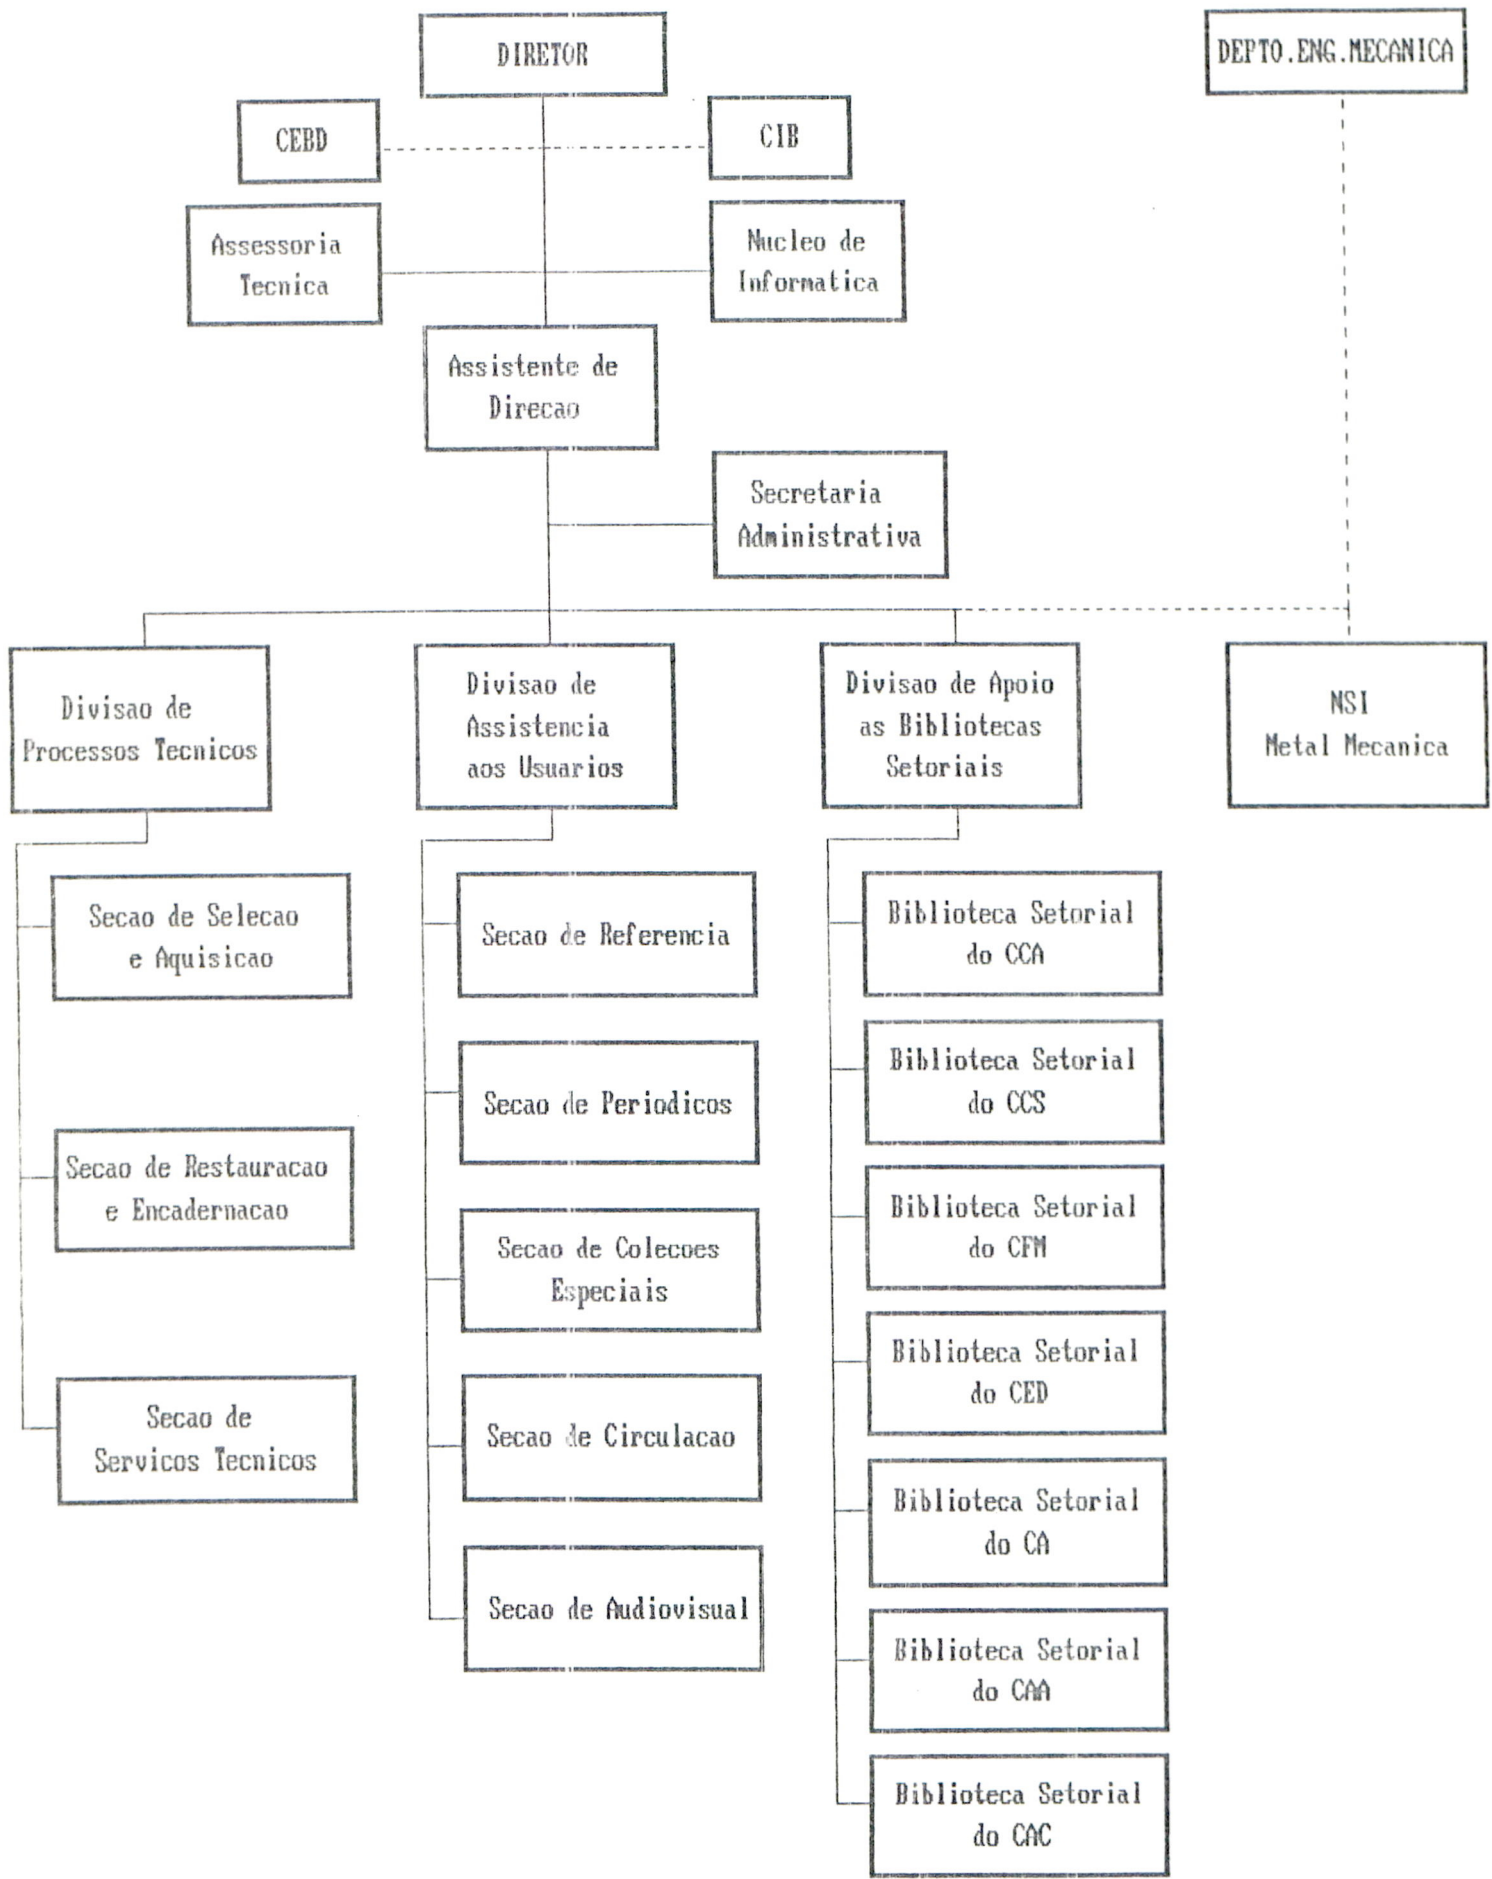 DIRETOR
DEPTO.ENG.MECANICA
CEBD
CIB
Assessoria
Tecnica
Nucleo de
Informatica
Assistente de
Direcao
Secretaria
Administrativa
Divisao de
Processos Tecnicos
Divisao de
Assistencia
aos Usuarios
Divisao de Apoio
as Bibliotecas
Setoriais
NSI
Metal Mecanica
Secao de Selecao
e Aquisicao
Secao de Restauracao
e Encadernacao
Secao de
Servicos Tecnicos
Secao de Referencia
Secao de Periodicos
Secao de Colecoes
Especiais
Secao de Circulacao
Secao de Audiovisual
Biblioteca Setorial
do CCA
Biblioteca Setorial
do CCS
Biblioteca Setorial
do CFM
Biblioteca Setorial
do CED
Biblioteca Setorial
do CA
Biblioteca Setorial
do CAA
Biblioteca Setorial
do CAC